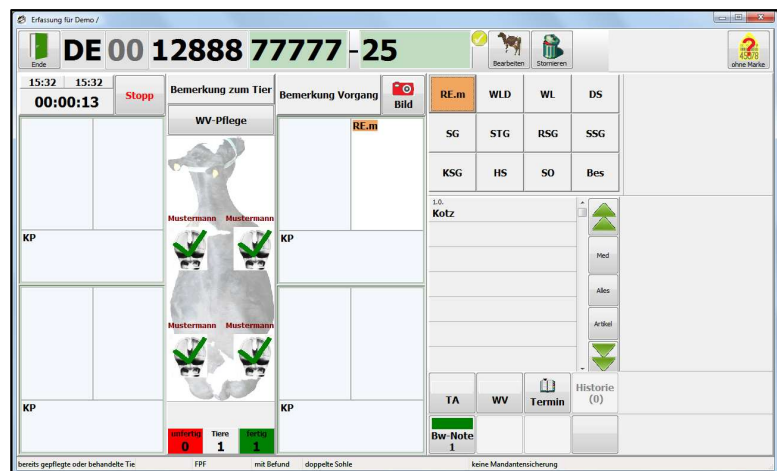 Erfassung für Demo /
Ende
DE 00 12888 77777 - 25
Bearbeiten
Stornieren
45678
ohne Marke
15:32 15:32
00:00:13
Stopp
Bemerkung zum Tier
Bemerkung Vorgang
Bild
WV-Pflege
RE.m
KP
KP
KP
KP
Mustermann Mustermann
Mustermann Mustermann
unfertig Tiere fertig
0 1 1
RE.m WLD WL DS
SG STG RSG SSG
KSG HS SO Bes
1.0.
Kotz
Med
Alles
Artikel
TA WV Termin Historie
(0)
Bw-Note
1
bereits gepflegte oder behandelte Tie FPF mit Befund doppelte Sohle keine Mandantensicherung